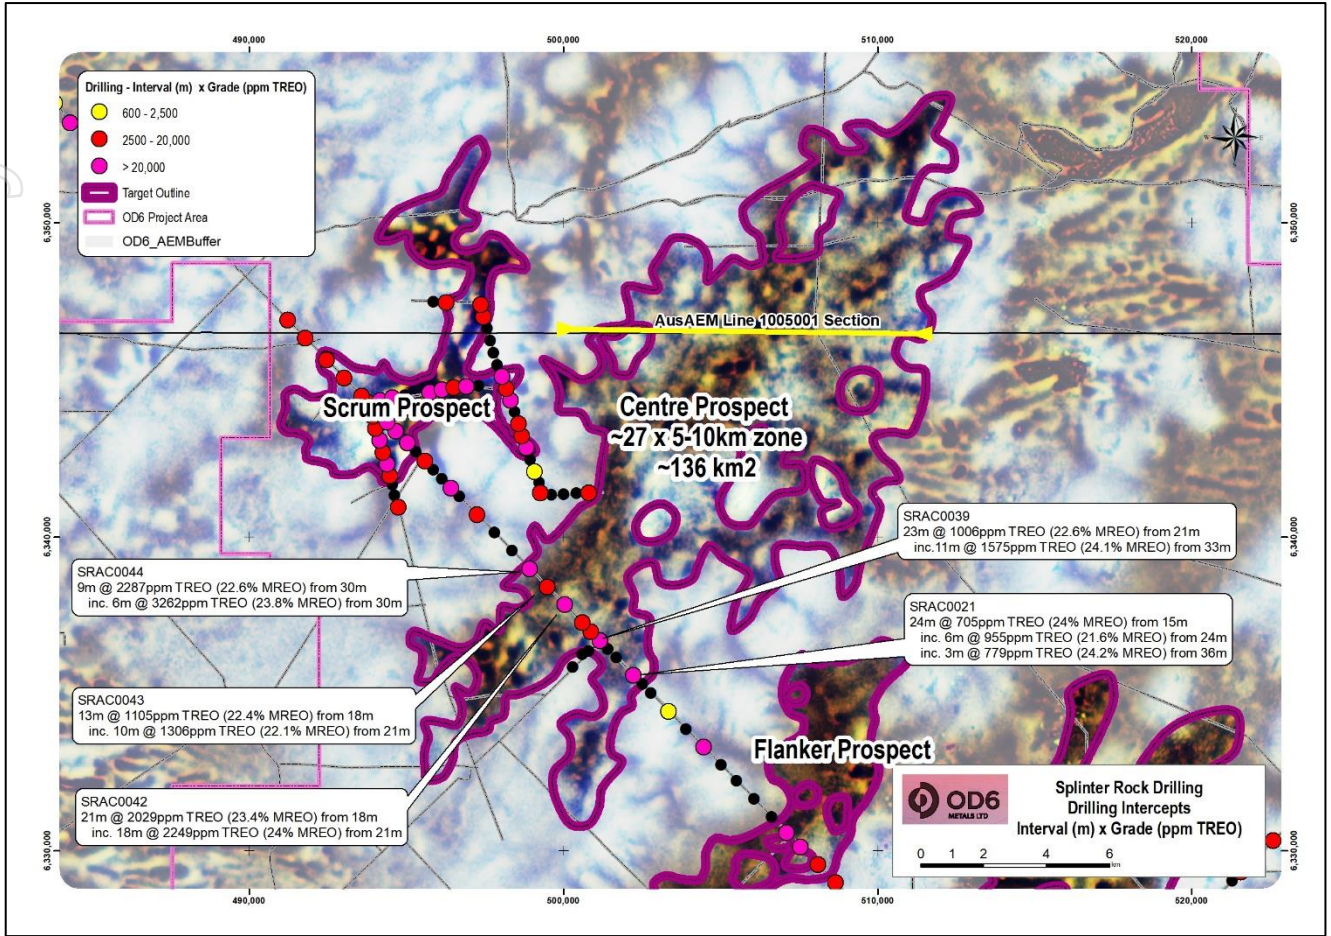 490,000
500,000
510,000
520,000
Drilling - Interval (m) x Grade (ppm TREO)
600 - 2,500
2500 - 20,000
> 20,000
Target Outline
OD6 Project Area
OD6_AEMBuffer
N
E
S
W
6,350,000
6,350,000
AusAEM Line 1005001 Section
Scrum Prospect
Centre Prospect
~27 x 5-10km zone
~136 km2
6,340,000
6,340,000
SRAC0039
23m @ 1006ppm TREO (22.6% MREO) from 21m
inc.11m @ 1575ppm TREO (24.1% MREO) from 33m
SRAC0044
9m @ 2287ppm TREO (22.6% MREO) from 30m
inc. 6m @ 3262ppm TREO (23.8% MREO) from 30m
SRAC0021
24m @ 705ppm TREO (24% MREO) from 15m
inc. 6m @ 955ppm TREO (21.6% MREO) from 24m
inc. 3m @ 779ppm TREO (24.2% MREO) from 36m
SRAC0043
13m @ 1105ppm TREO (22.4% MREO) from 18m
inc. 10m @ 1306ppm TREO (22.1% MREO) from 21m
Flanker Prospect
SRAC0042
21m @ 2029ppm TREO (23.4% MREO) from 18m
inc. 18m @ 2249ppm TREO (24% MREO) from 21m
OD6
METALS LTD
Splinter Rock Drilling
Drilling Intercepts
Interval (m) x Grade (ppm TREO)
0 1 2 4 6
km
6,330,000
6,330,000
490,000
500,000
510,000
520,000